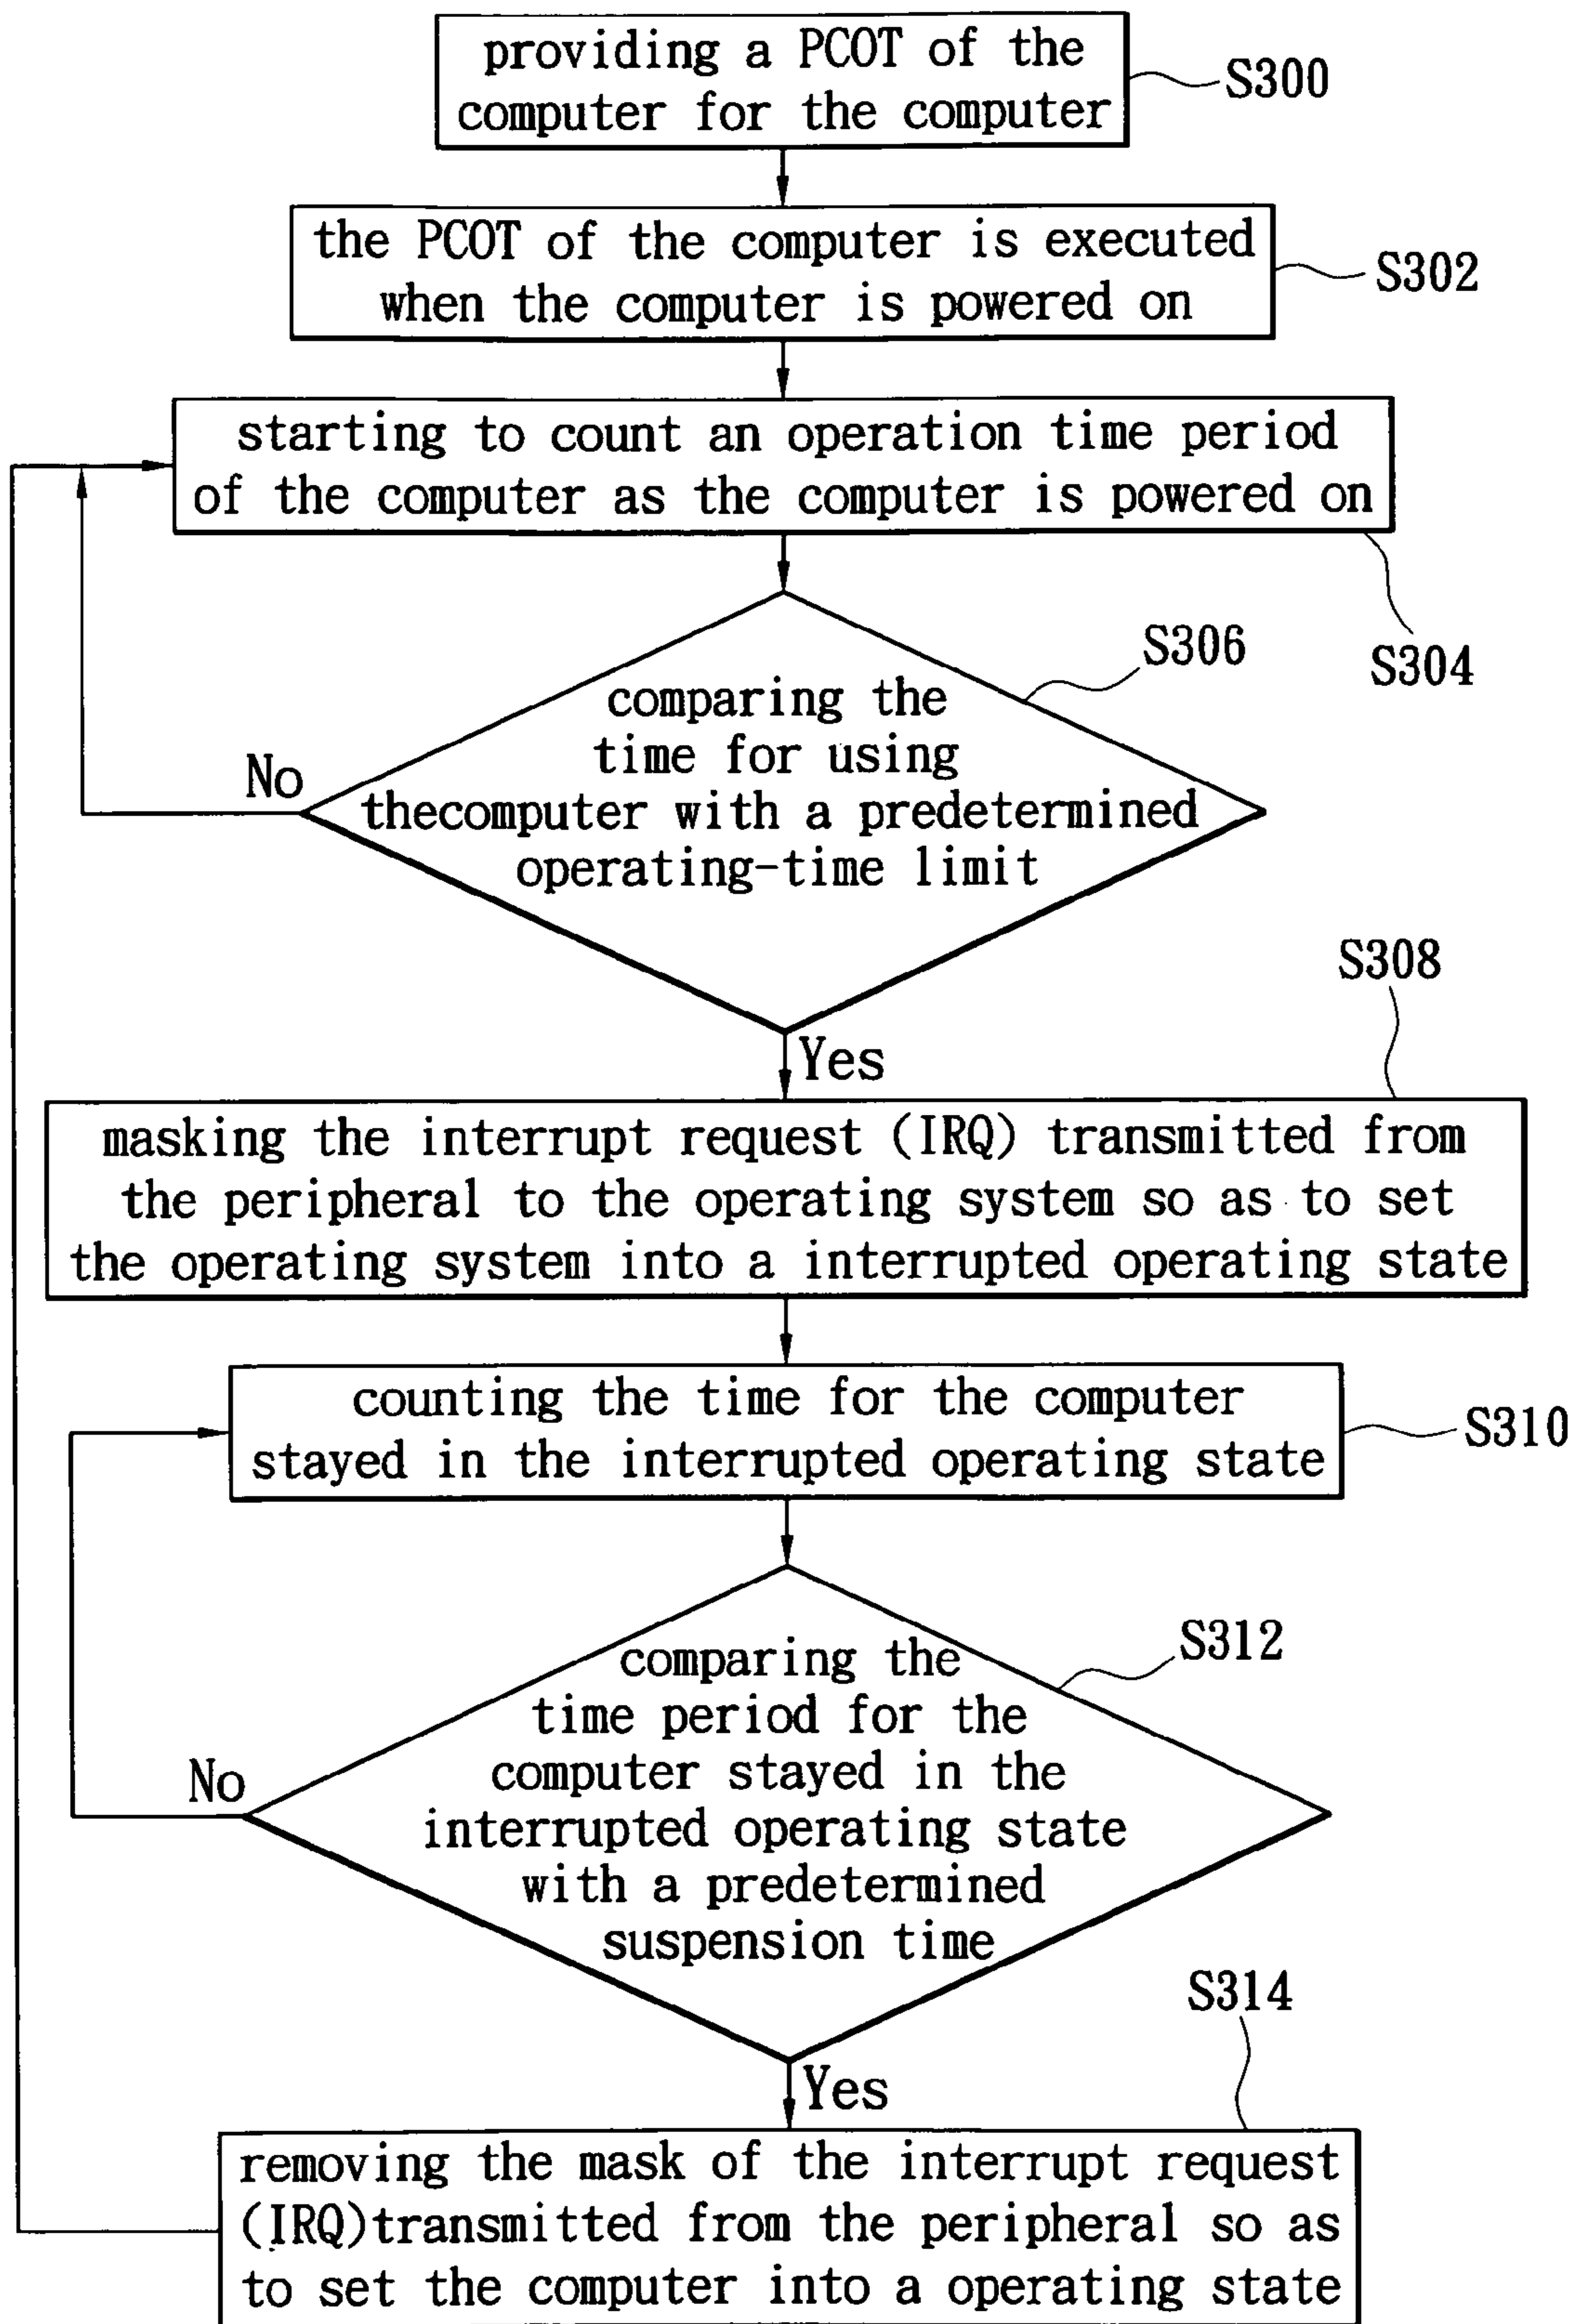 providing a PCOT of the
computer for the computer
S300
the PCOT of the computer is executed
when the computer is powered on
S302
starting to count an operation time period
of the computer as the computer is powered on
S304
S306
comparing the
time for using
thecomputer with a predetermined
operating-time limit
No
Yes
S308
masking the interrupt request (IRQ) transmitted from
the peripheral to the operating system so as to set
the operating system into a interrupted operating state
counting the time for the computer
stayed in the interrupted operating state
S310
S312
comparing the
time period for the
computer stayed in the
interrupted operating state
with a predetermined
suspension time
No
Yes
S314
removing the mask of the interrupt request
(IRQ)transmitted from the peripheral so as
to set the computer into a operating state